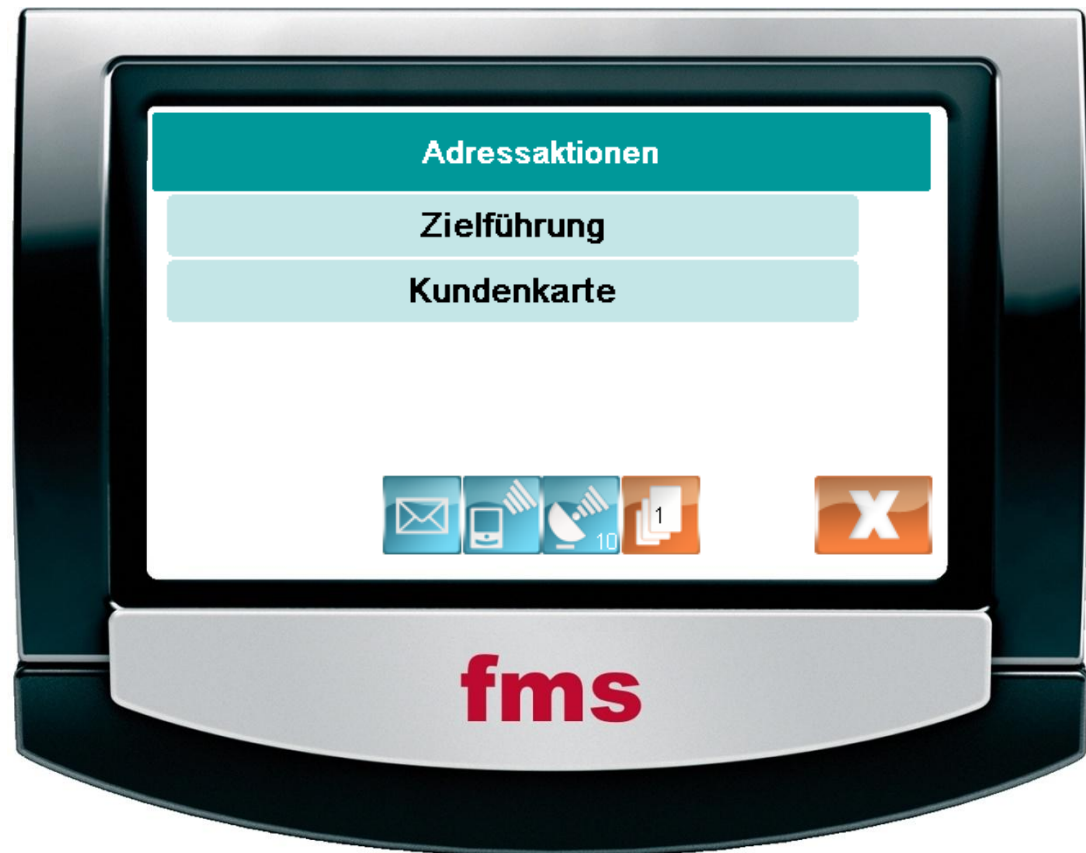 Adressaktionen
Zielführung
Kundenkarte
10
1
X
fms